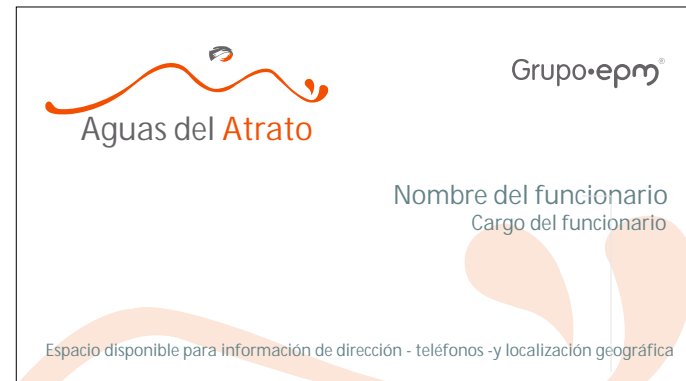 Grupo•epm®
Aguas del Atrato
Nombre del funcionario
Cargo del funcionario
Espacio disponible para información de dirección - teléfonos -y localización geográfica